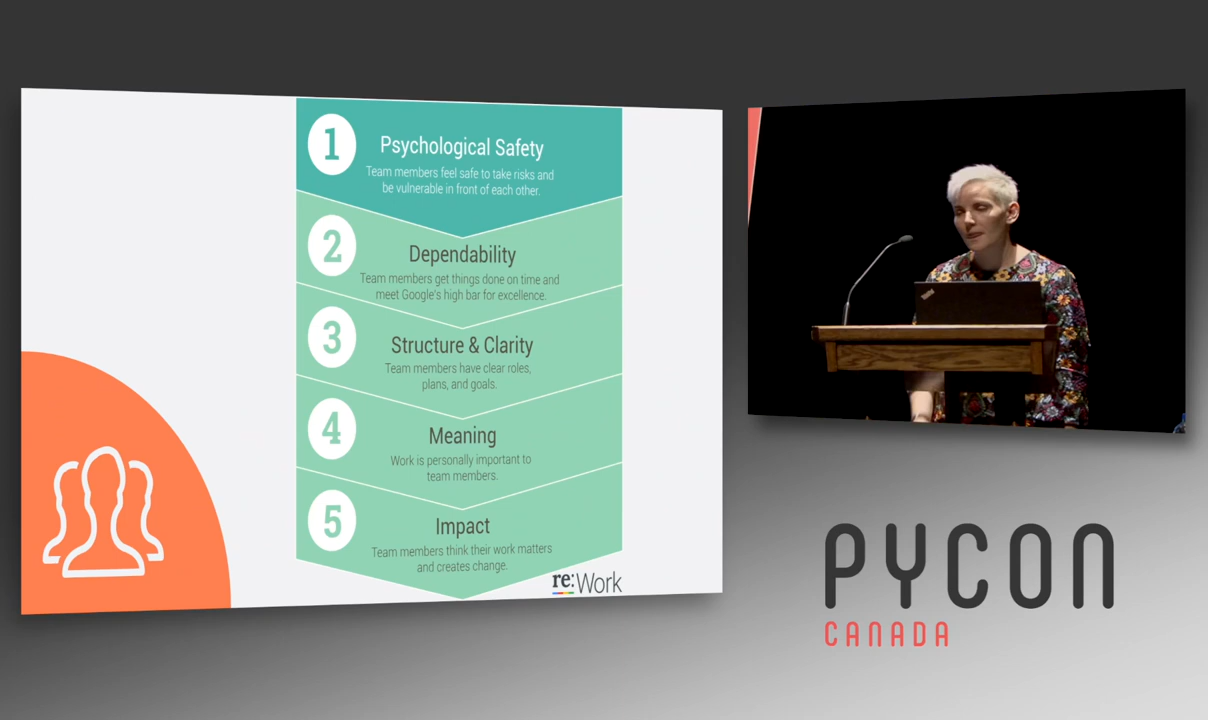 1
Psychological Safety
Team members feel safe to take risks and
be vulnerable in front of each other.
2
Dependability
Team members get things done on time and
meet Google's high bar for excellence.
3
Structure & Clarity
Team members have clear roles,
plans, and goals.
4
Meaning
Work is personally important to
team members.
5
Impact
Team members think their work matters
and creates change.
re:Work
PYCON
CANADA